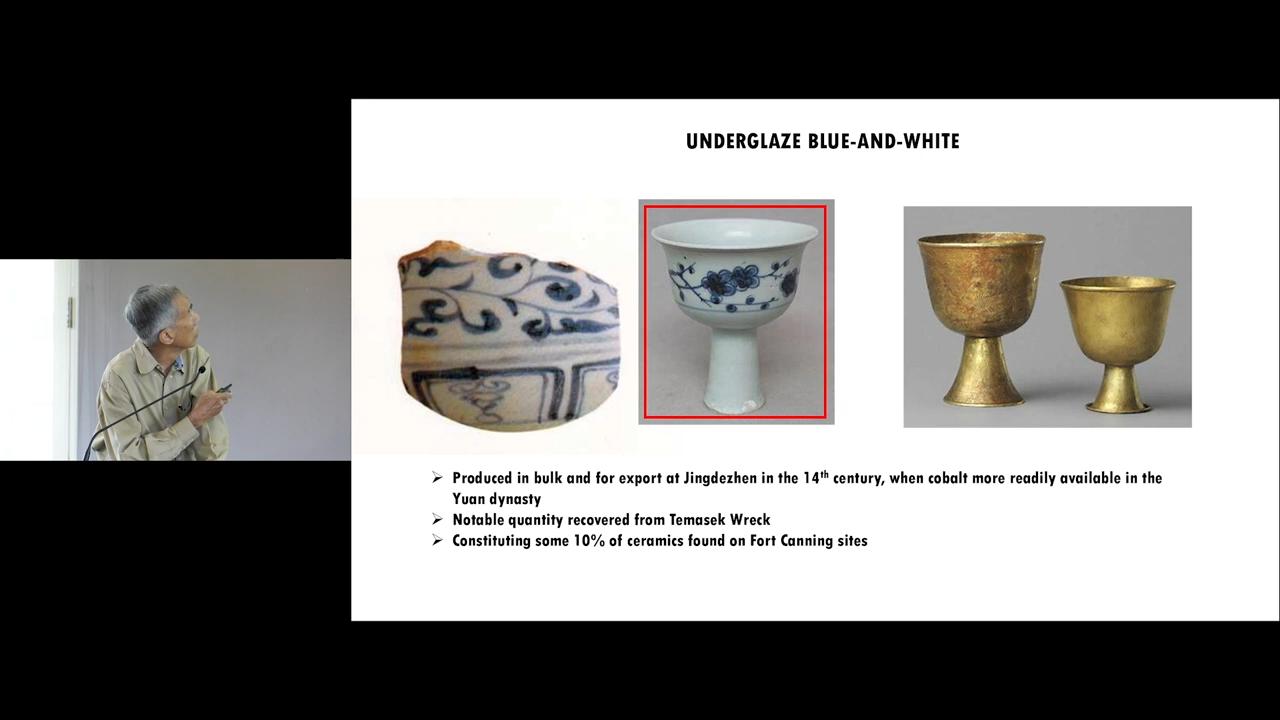 UNDERGLAZE BLUE-AND-WHITE
➢ Produced in bulk and for export at Jingdezhen in the 14th century, when cobalt more readily available in the
Yuan dynasty
➢ Notable quantity recovered from Temasek Wreck
➢ Constituting some 10% of ceramics found on Fort Canning sites